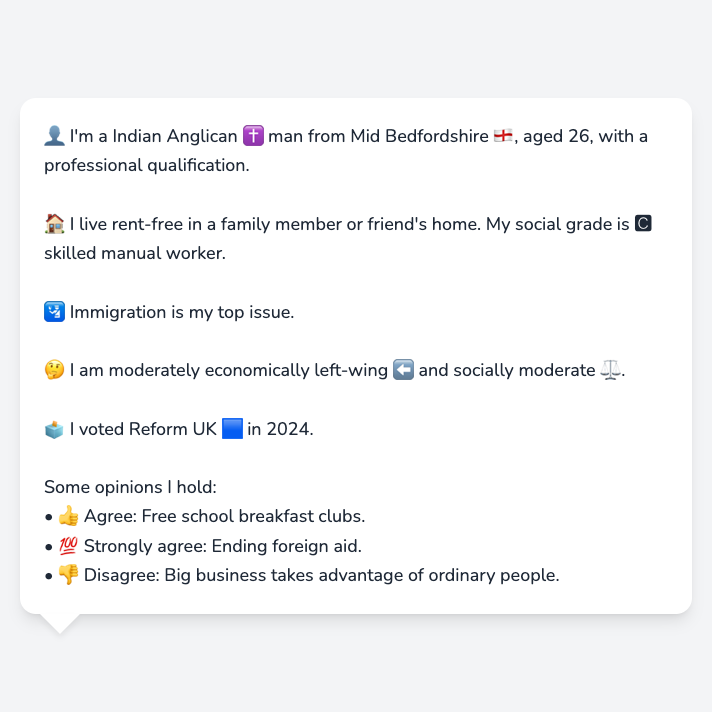 👤 I'm a Indian Anglican ✝️ man from Mid Bedfordshire 🏴󠁧󠁢󠁥󠁮󠁧󠁿, aged 26, with a
professional qualification.
🏠 I live rent-free in a family member or friend's home. My social grade is 🅲
skilled manual worker.
🛂 Immigration is my top issue.
🤔 I am moderately economically left-wing ⬅️ and socially moderate ⚖️.
🗳️ I voted Reform UK 🟦 in 2024.
Some opinions I hold:
• 👍 Agree: Free school breakfast clubs.
• 💯 Strongly agree: Ending foreign aid.
• 👎 Disagree: Big business takes advantage of ordinary people.